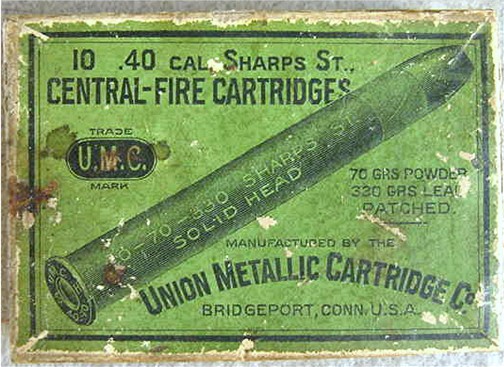 10 .40 CAL. SHARPS ST.,
CENTRAL-FIRE CARTRIDGES
TRADE
U.M.C.
MARK
70 GRS POWDER
330 GRS LEAD
PATCHED.
0-70-330 SHARPS. ST.
SOLID HEAD
MANUFACTURED BY THE
UNION METALLIC CARTRIDGE CO.
BRIDGEPORT, CONN. U.S.A.